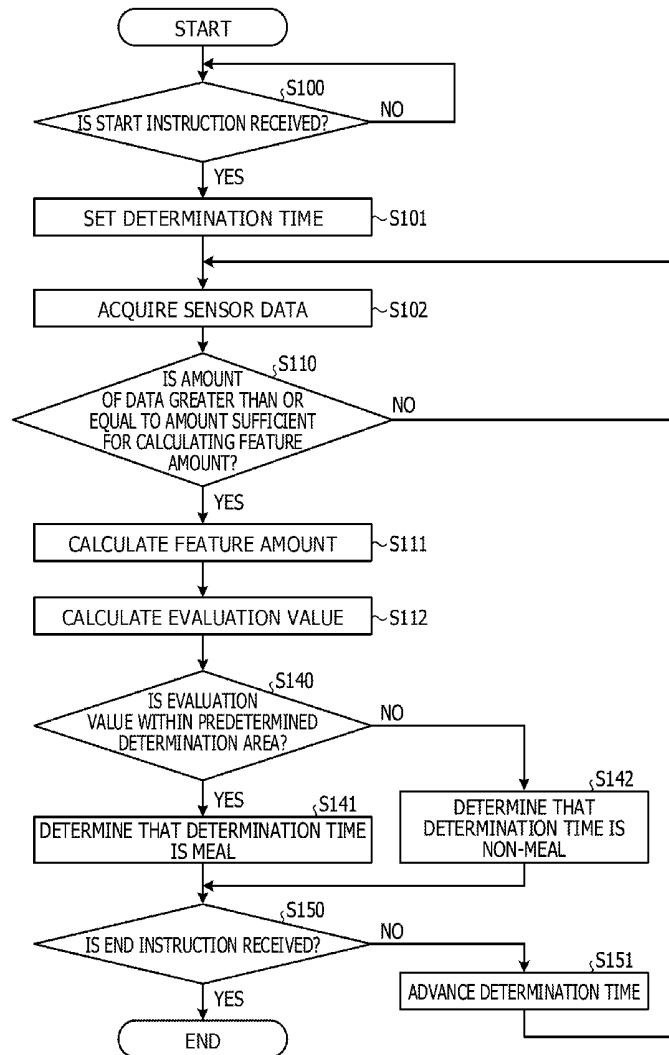 START
S100
IS START INSTRUCTION RECEIVED?
NO
YES
SET DETERMINATION TIME
S101
ACQUIRE SENSOR DATA
S102
S110
IS AMOUNT
OF DATA GREATER THAN OR
EQUAL TO AMOUNT SUFFICIENT
FOR CALCULATING FEATURE
AMOUNT?
NO
YES
CALCULATE FEATURE AMOUNT
S111
CALCULATE EVALUATION VALUE
S112
S140
IS EVALUATION
VALUE WITHIN PREDETERMINED
DETERMINATION AREA?
NO
YES
S141
DETERMINE THAT DETERMINATION TIME
IS MEAL
S142
DETERMINE THAT
DETERMINATION TIME IS
NON-MEAL
S150
IS END INSTRUCTION RECEIVED?
NO
YES
S151
ADVANCE DETERMINATION TIME
END